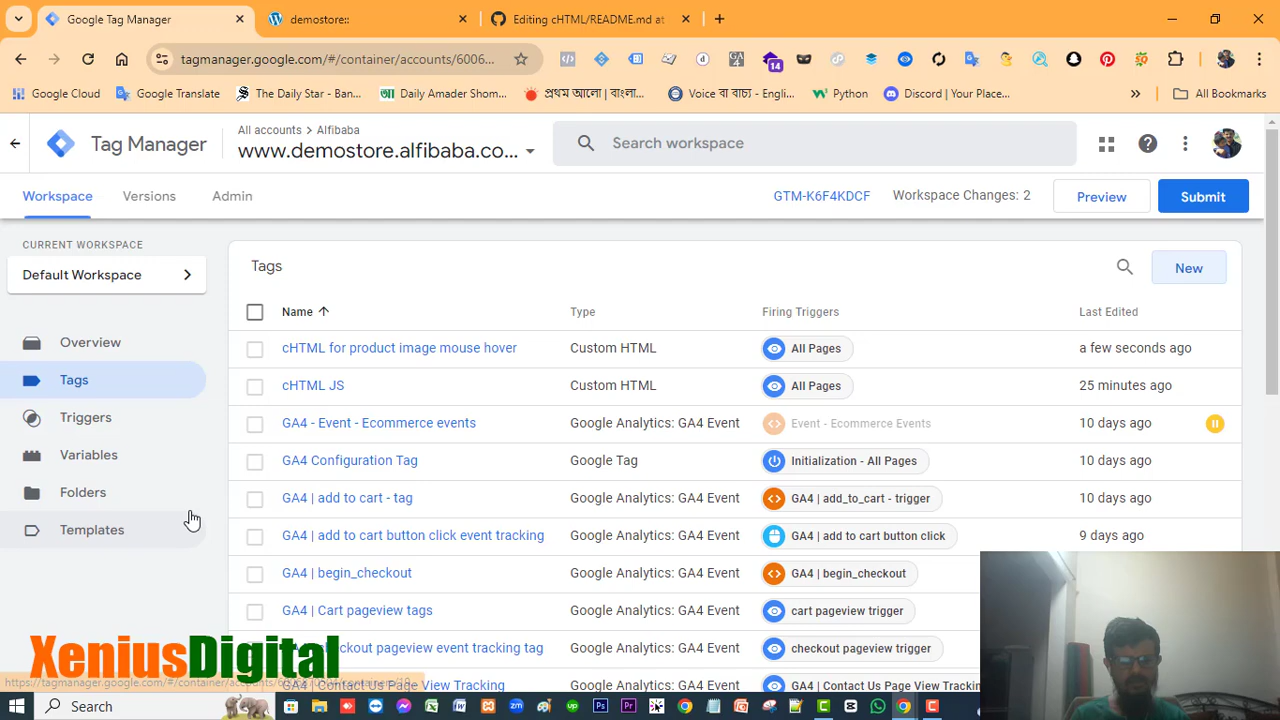 Google Tag Manager
demostore::
Editing cHTML/README.md at
tagmanager.google.com/#/container/accounts/6006...
14
Google Cloud
Google Translate
The Daily Star - Ban...
Daily Amader Shom...
প্রথম আলো | বাংলা...
Voice বা বাচ্য - Engli...
Python
Discord | Your Place...
All Bookmarks
Tag Manager
All accounts > Alfibaba
www.demostore.alfibaba.co...
Search workspace
Workspace
Versions
Admin
GTM-K6F4KDCF
Workspace Changes: 2
Preview
Submit
CURRENT WORKSPACE
Default Workspace
Overview
Tags
Triggers
Variables
Folders
Templates
Tags
New
Name
Type
Firing Triggers
Last Edited
cHTML for product image mouse hover
Custom HTML
All Pages
a few seconds ago
cHTML JS
Custom HTML
All Pages
25 minutes ago
GA4 - Event - Ecommerce events
Google Analytics: GA4 Event
Event - Ecommerce Events
10 days ago
GA4 Configuration Tag
Google Tag
Initialization - All Pages
10 days ago
GA4 | add to cart - tag
Google Analytics: GA4 Event
GA4 | add_to_cart - trigger
10 days ago
GA4 | add to cart button click event tracking
Google Analytics: GA4 Event
GA4 | add to cart button click
9 days ago
GA4 | begin_checkout
Google Analytics: GA4 Event
GA4 | begin_checkout
GA4 | Cart pageview tags
Google Analytics: GA4 Event
cart pageview trigger
checkout pageview event tracking tag
Google Analytics: GA4 Event
checkout pageview trigger
GA4 | Contact Us Page View Tracking
Google Analytics: GA4 Event
GA4 | Contact Us Page View Trackin
XeniusDigital
Search